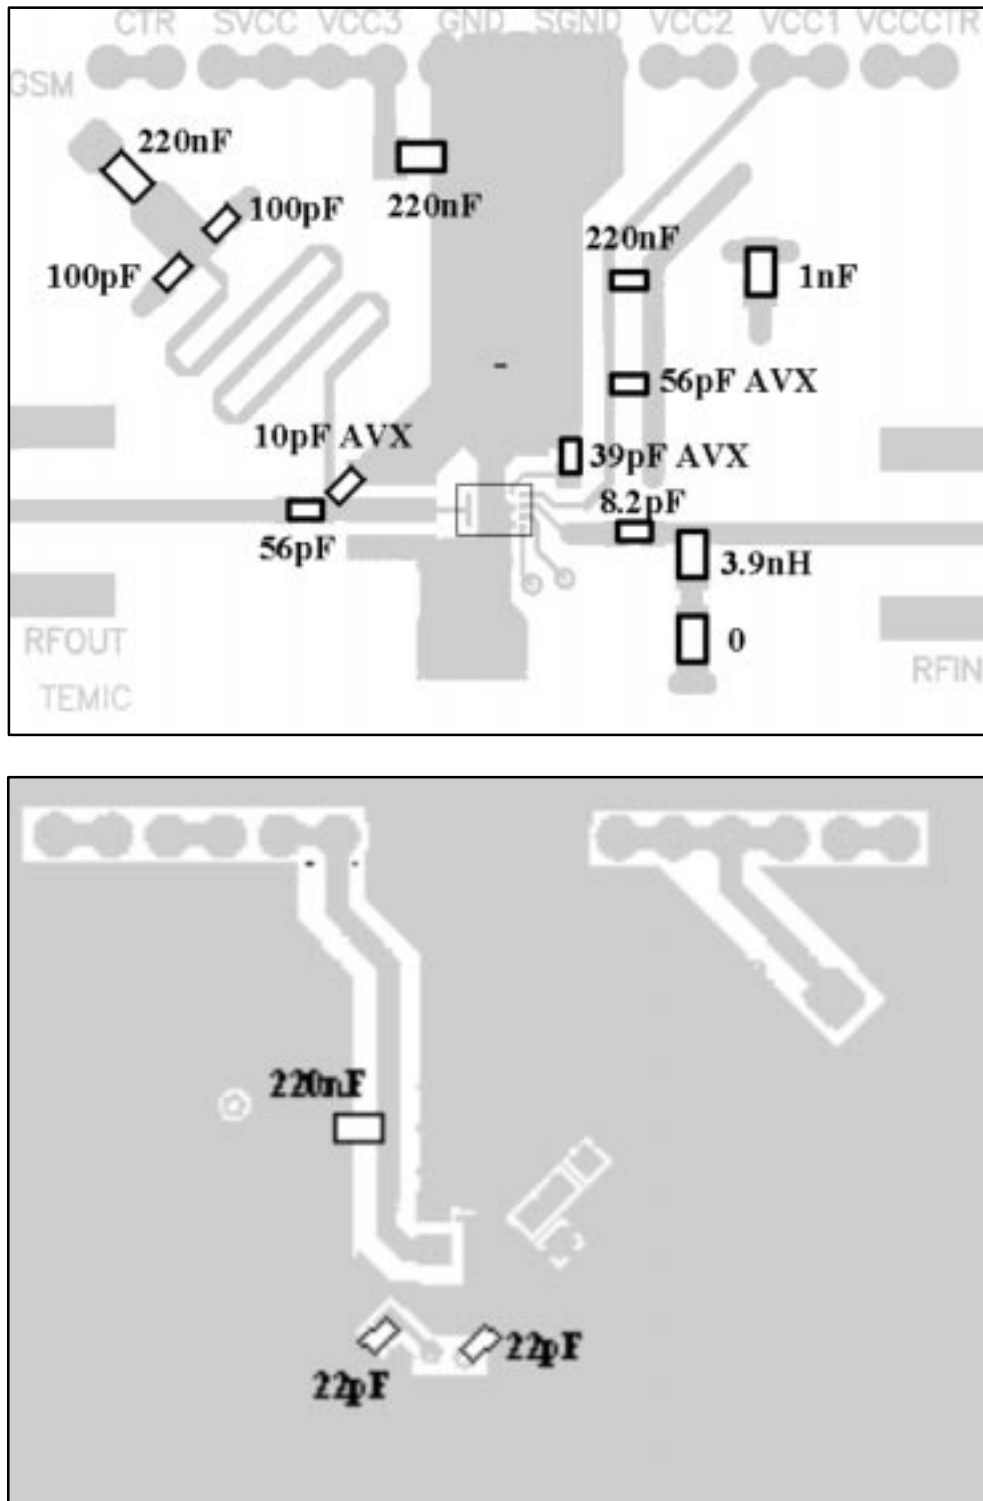 CTR SVCC VCC3 GND SGND VCC2 VCC1 VCCCTR
GSM
220nF
100pF
220nF
100pF
220nF
1nF
56pF AVX
10pF AVX
39pF AVX
8.2pF
56pF
3.9nH
RFOUT
0
RFIN
TEMIC
220nF
22pF
22pF